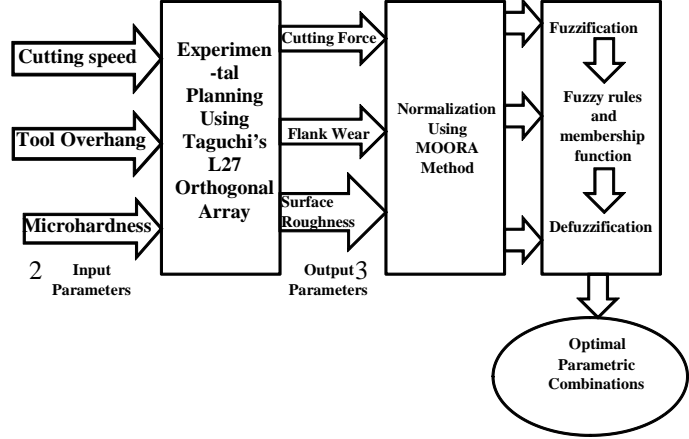 Cutting speed
Tool Overhang
Microhardness
2 Input
Parameters
Experimen
-tal
Planning
Using
Taguchi's
L27
Orthogonal
Array
Cutting Force
Flank Wear
Surface
Roughness
Output 3
Parameters
Normalization
Using
MOORA
Method
Fuzzification
Fuzzy rules
and
membership
function
Defuzzification
Optimal
Parametric
Combinations